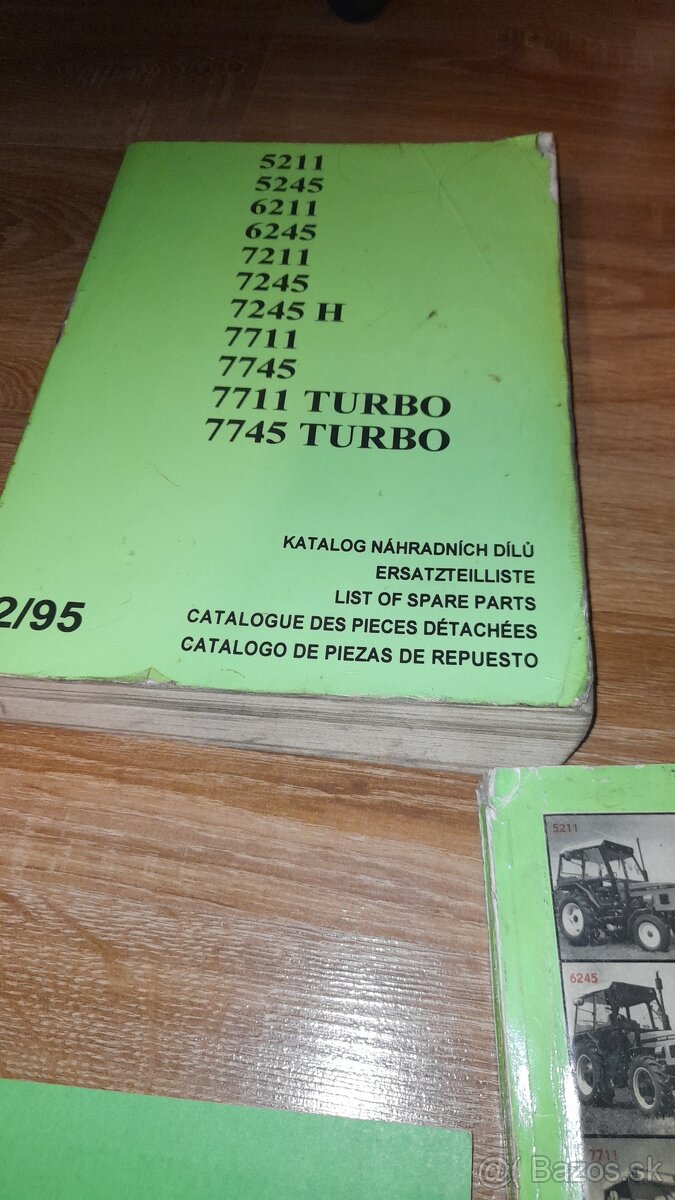 5211
5245
6211
6245
7211
7245
7245 H
7711
7745
7711 TURBO
7745 TURBO
KATALOG NÁHRADNÍCH DÍLŮ
ERSATZTEILLISTE
LIST OF SPARE PARTS
CATALOGUE DES PIECES DÉTACHÉES
CATALOGO DE PIEZAS DE REPUESTO
2/95
5211
6245
7711
@( Bazos.sk